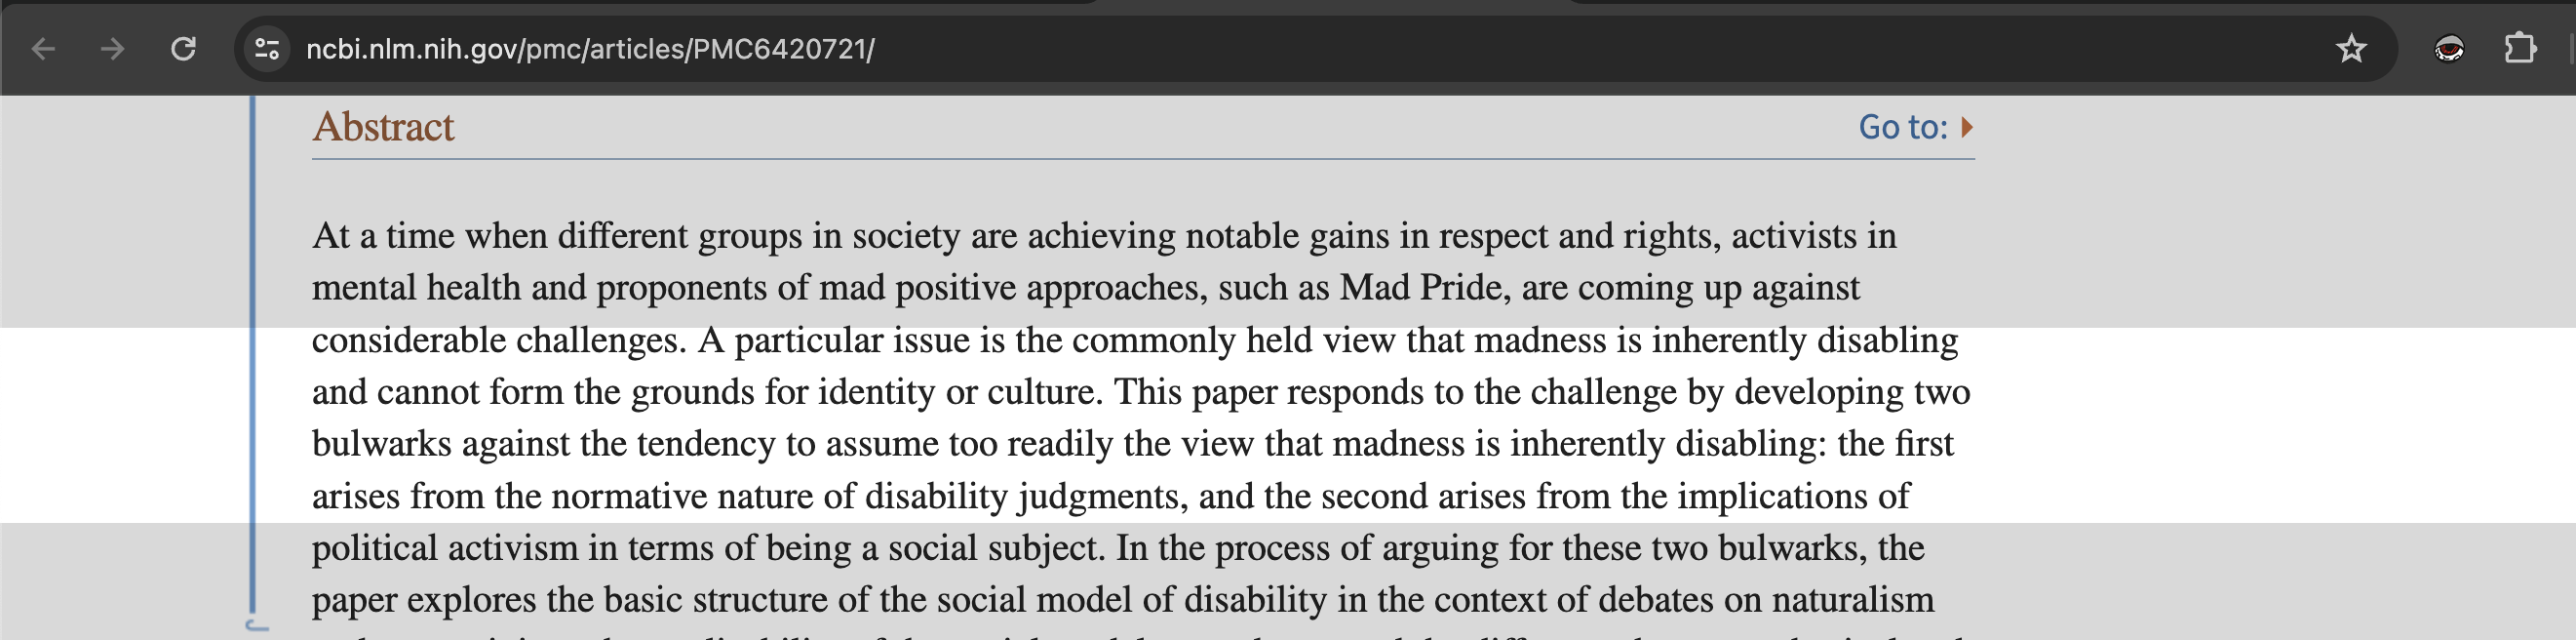 ncbi.nlm.nih.gov/pmc/articles/PMC6420721/
Abstract
Go to:
At a time when different groups in society are achieving notable gains in respect and rights, activists in
mental health and proponents of mad positive approaches, such as Mad Pride, are coming up against
considerable challenges. A particular issue is the commonly held view that madness is inherently disabling
and cannot form the grounds for identity or culture. This paper responds to the challenge by developing two
bulwarks against the tendency to assume too readily the view that madness is inherently disabling: the first
arises from the normative nature of disability judgments, and the second arises from the implications of
political activism in terms of being a social subject. In the process of arguing for these two bulwarks, the
paper explores the basic structure of the social model of disability in the context of debates on naturalism